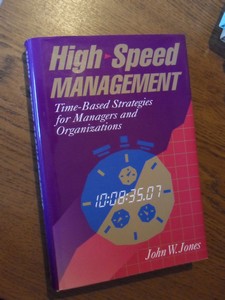 High-Speed
MANAGEMENT
Time-Based Strategies
for Managers and
Organizations
10:08:35.07
John W. Jones